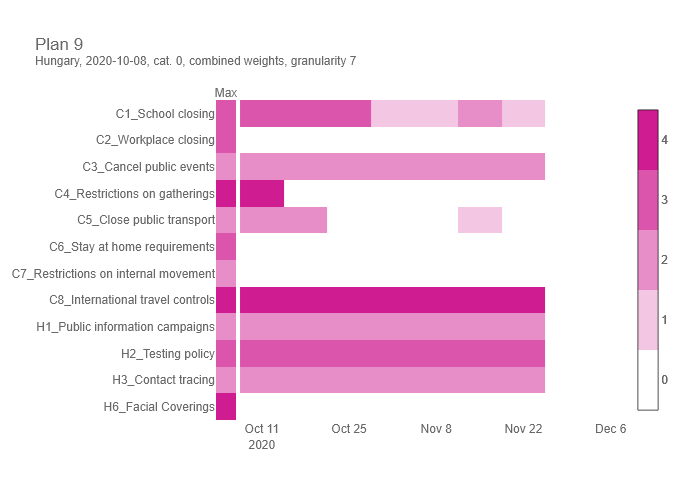 Plan 9
Hungary, 2020-10-08, cat. 0, combined weights, granularity 7
Max
C1_School closing
C2_Workplace closing
C3_Cancel public events
C4_Restrictions on gatherings
C5_Close public transport
C6_Stay at home requirements
C7_Restrictions on internal movement
C8_International travel controls
H1_Public information campaigns
H2_Testing policy
H3_Contact tracing
H6_Facial Coverings
Oct 11
2020
Oct 25
Nov 8
Nov 22
Dec 6
4
3
2
1
0